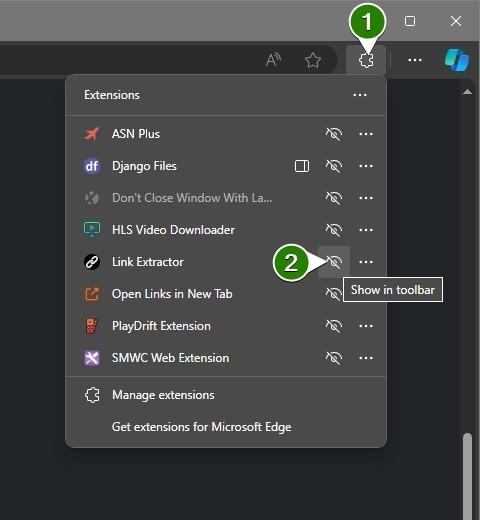 1
A
Extensions
ASN Plus
df Django Files
Don't Close Window With La...
HLS Video Downloader
Link Extractor
2
Show in toolbar
Open Links in New Tab
PlayDrift Extension
SMWC Web Extension
Manage extensions
Get extensions for Microsoft Edge